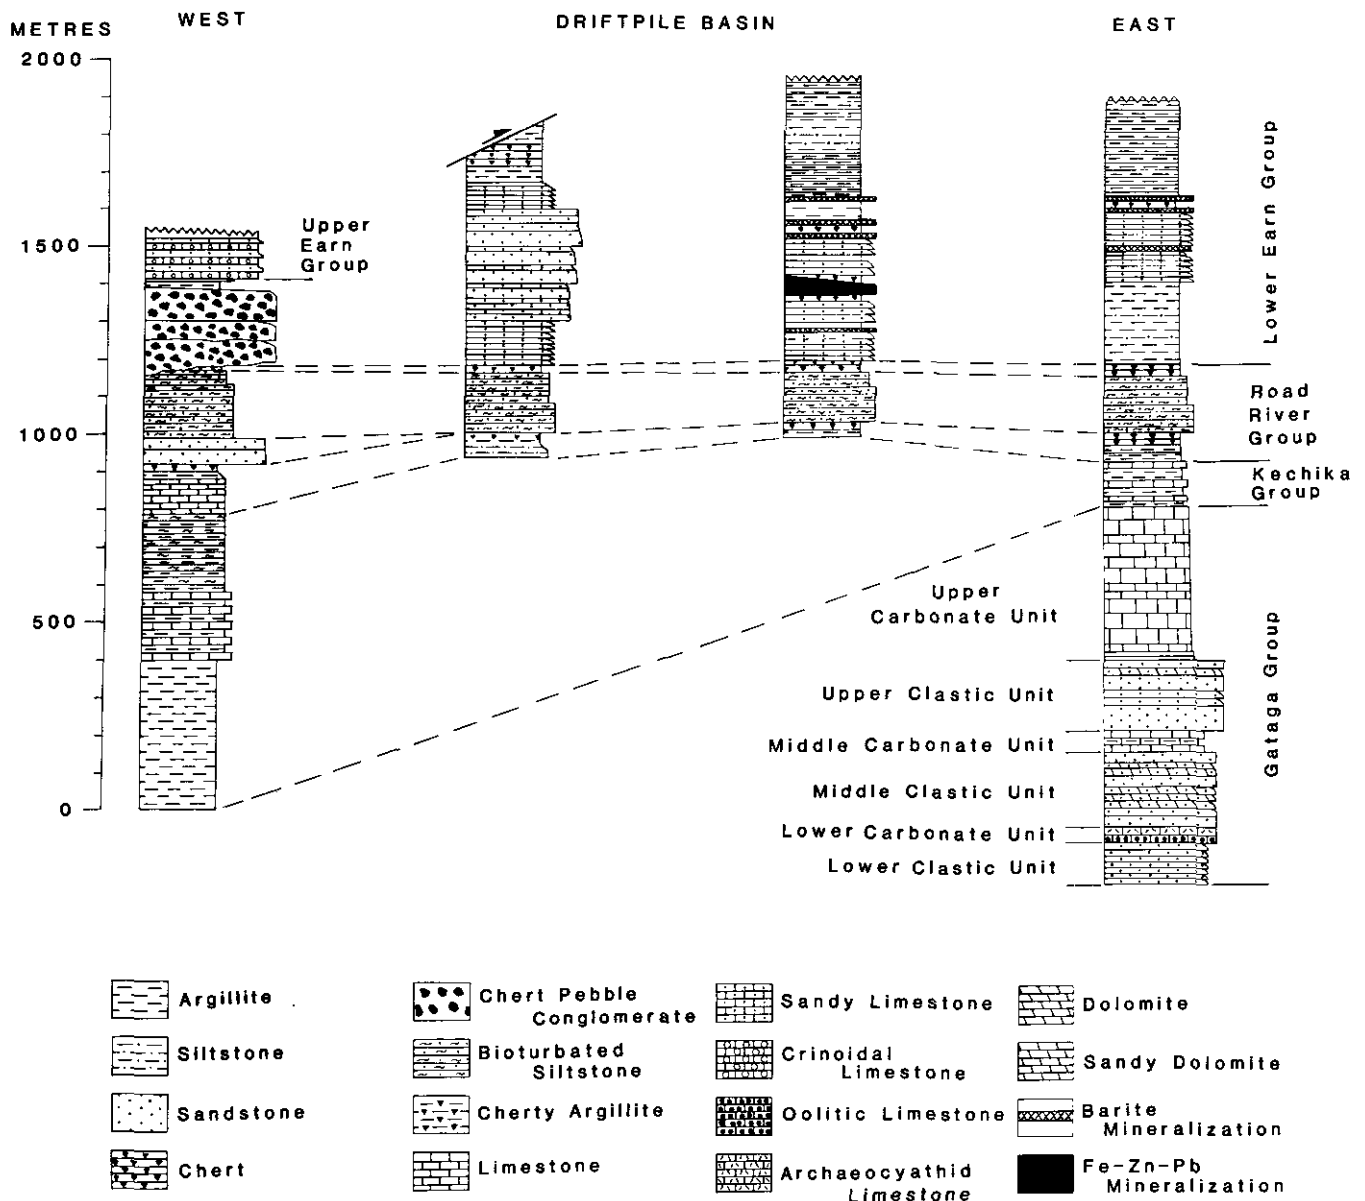 WEST
DRIFTPILE BASIN
EAST
METRES
2000
1500
1000
500
0
Upper
Earn
Group
Lower Earn Group
Road
River
Group
Kechika
Group
Gataga Group
Upper
Carbonate Unit
Upper Clastic Unit
Middle Carbonate Unit
Middle Clastic Unit
Lower Carbonate Unit
Lower Clastic Unit
Argillite
Siltstone
Sandstone
Chert
Chert Pebble
Conglomerate
Bioturbated
Siltstone
Cherty Argillite
Limestone
Sandy Limestone
Crinoidal
Limestone
Oolitic Limestone
Archaeocyathid
Limestone
Dolomite
Sandy Dolomite
Barite
Mineralization
Fe-Zn-Pb
Mineralization